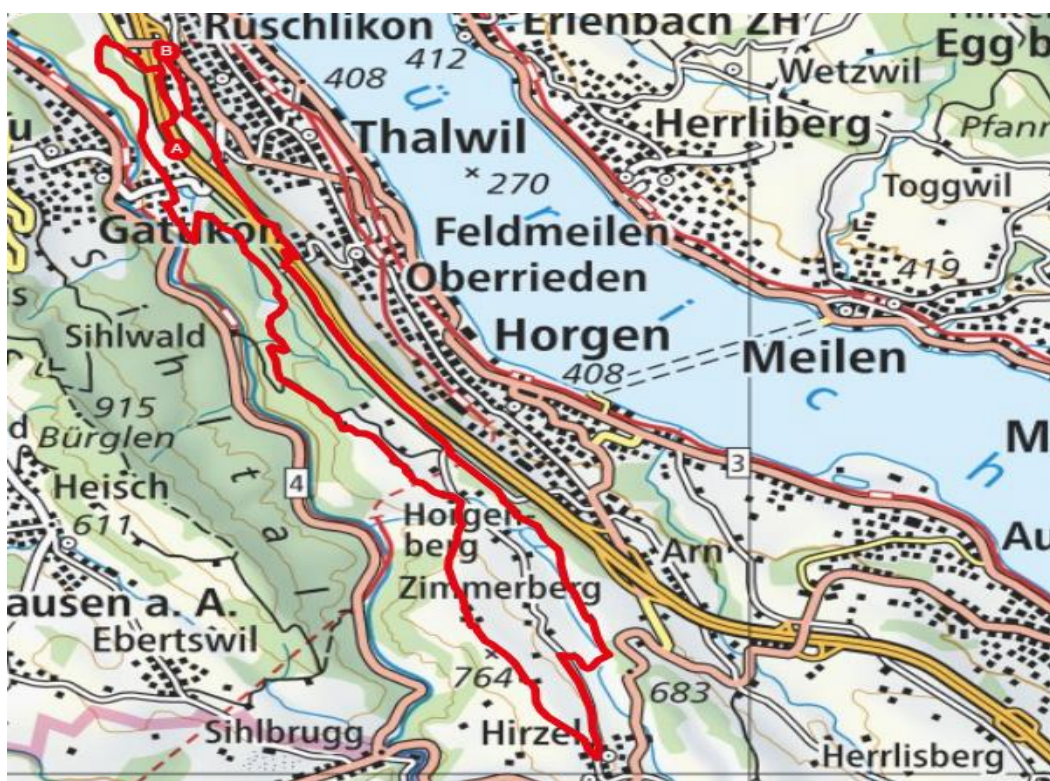 Rüschlikon
Erlenbach ZH
B
408
412
Egg b
Wetzwil
ü
A
Thalwil
Herrliberg
Pfann
u
270
Toggwil
r
Gattikon
Feldmeilen
s
419
Oberrieden
s
i
Sihlwald
h
Horgen
i
Meilen
408
c
915
Bürglen
l
d
M
t
3
h
Heisch
4
611
Horgen-
berg
a
Arn
Au
Zimmerberg
ausen a. A.
l
Ebertswil
764
683
Sihlbrugg
Hirzel
Herrlisberg